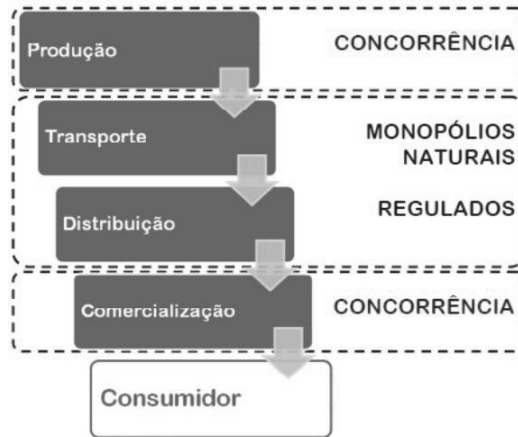 Produção
CONCORRÊNCIA
Transporte
MONOPÓLIOS
NATURAIS
Distribuição
REGULADOS
Comercialização
CONCORRÊNCIA
Consumidor